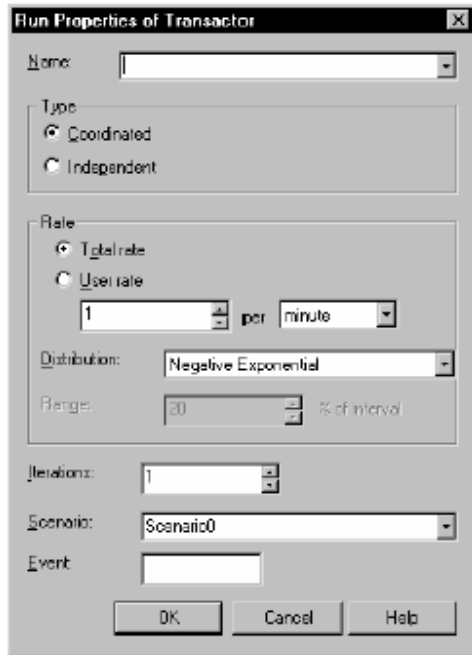 Run Properties of Transactor
Name:
Type
Coordinated
Independent
Rate
Total rate
User rate
1 per minute
Distribution: Negative Exponential
Range: 20 % of interval
Iterations: 1
Scenario: Scenario0
Event:
OK Cancel Help